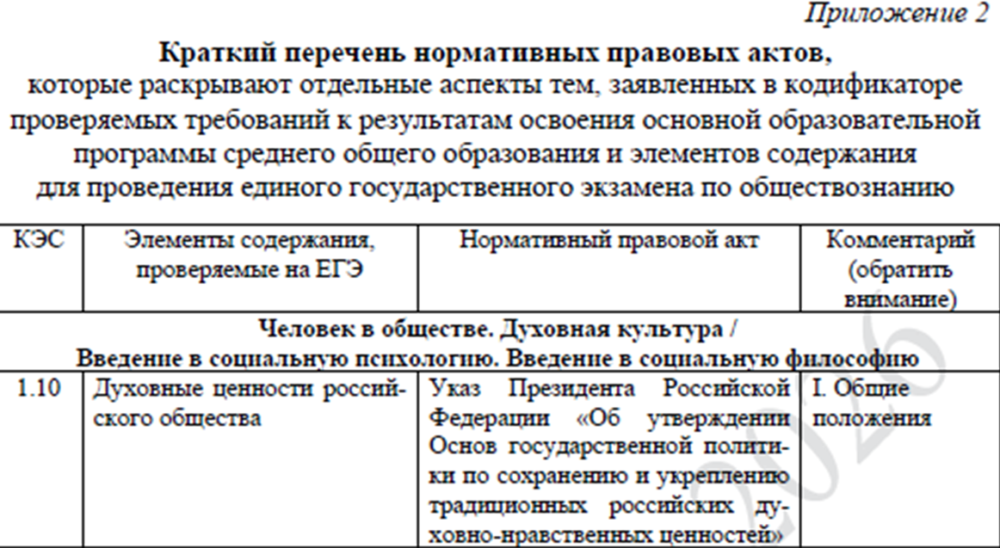 Приложение 2
Краткий перечень нормативных правовых актов,
которые раскрывают отдельные аспекты тем, заявленных в кодификаторе
проверяемых требований к результатам освоения основной образовательной
программы среднего общего образования и элементов содержания
для проведения единого государственного экзамена по обществознанию
КЭС
Элементы содержания,
проверяемые на ЕГЭ
Нормативный правовой акт
Комментарий
(обратить
внимание)
Человек в обществе. Духовная культура /
Введение в социальную психологию. Введение в социальную философию
1.10
Духовные ценности россий-
ского общества
Указ Президента Российской
Федерации «Об утверждении
Основ государственной полити-
ки по сохранению и укреплению
традиционных российских ду-
ховно-нравственных ценностей»
I. Общие
положения
2026